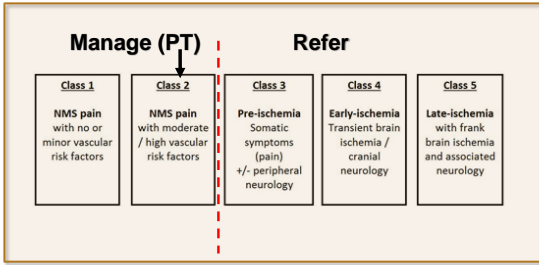 Manage (PT)
Refer
Class 1
NMS pain
with no or
minor vascular
risk factors
Class 2
NMS pain
with moderate
/ high vascular
risk factors
Class 3
Pre-ischemia
Somatic
symptoms
(pain)
+/- peripheral
neurology
Class 4
Early-ischemia
Transient brain
ischemia /
cranial
neurology
Class 5
Late-ischemia
with frank
brain ischemia
and associated
neurology